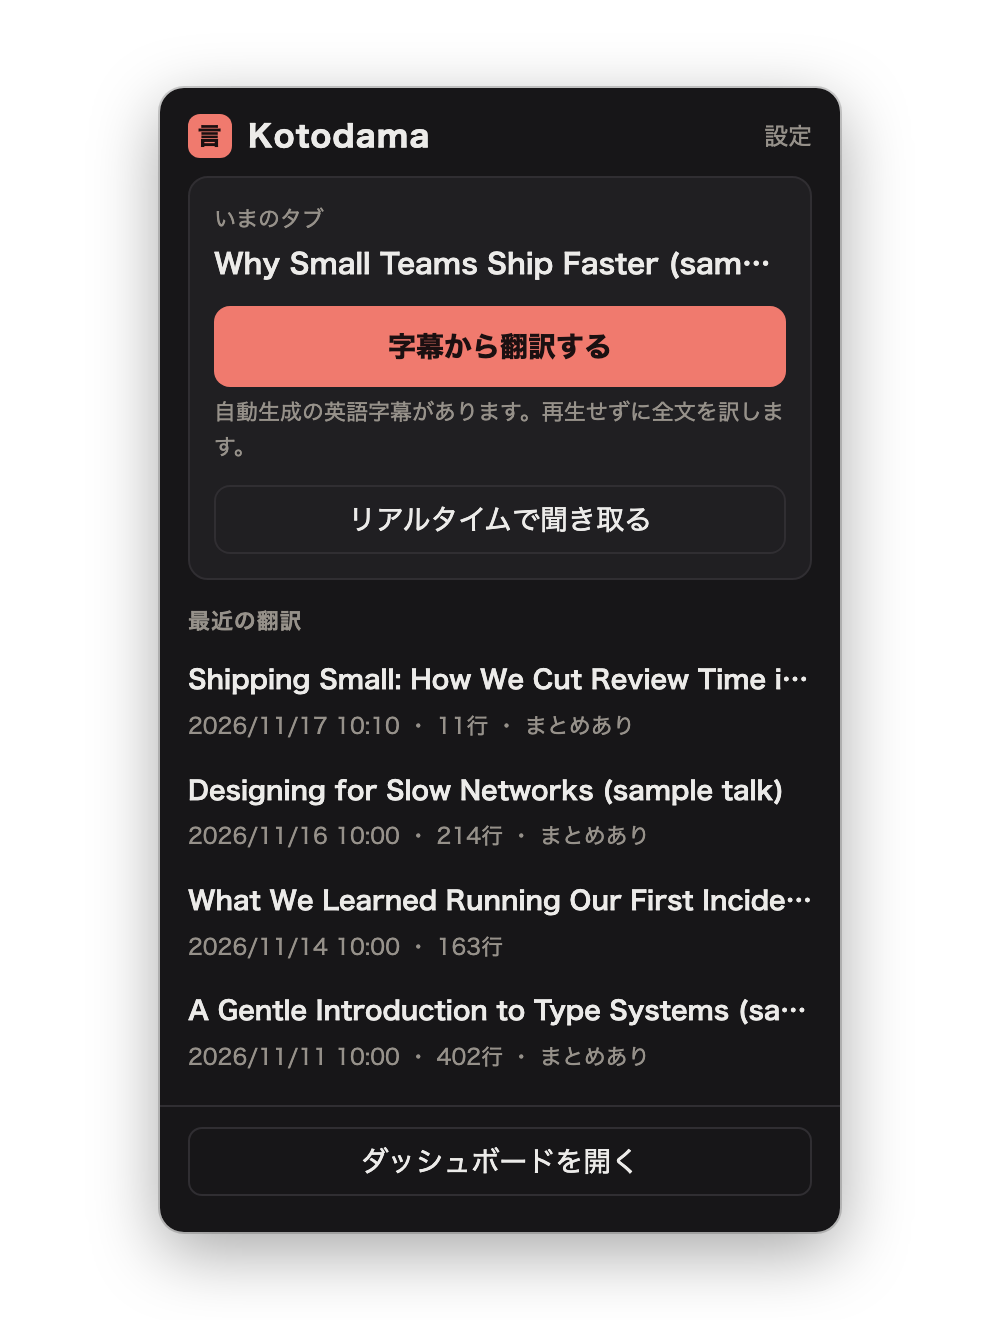 言 Kotodama 設定
いまのタブ
Why Small Teams Ship Faster (sam…
字幕から翻訳する
自動生成の英語字幕があります。再生せずに全文を訳しま
す。
リアルタイムで聞き取る
最近の翻訳
Shipping Small: How We Cut Review Time i…
2026/11/17 10:10 · 11行 · まとめあり
Designing for Slow Networks (sample talk)
2026/11/16 10:00 · 214行 · まとめあり
What We Learned Running Our First Incide…
2026/11/14 10:00 · 163行
A Gentle Introduction to Type Systems (sa…
2026/11/11 10:00 · 402行 · まとめあり
ダッシュボードを開く